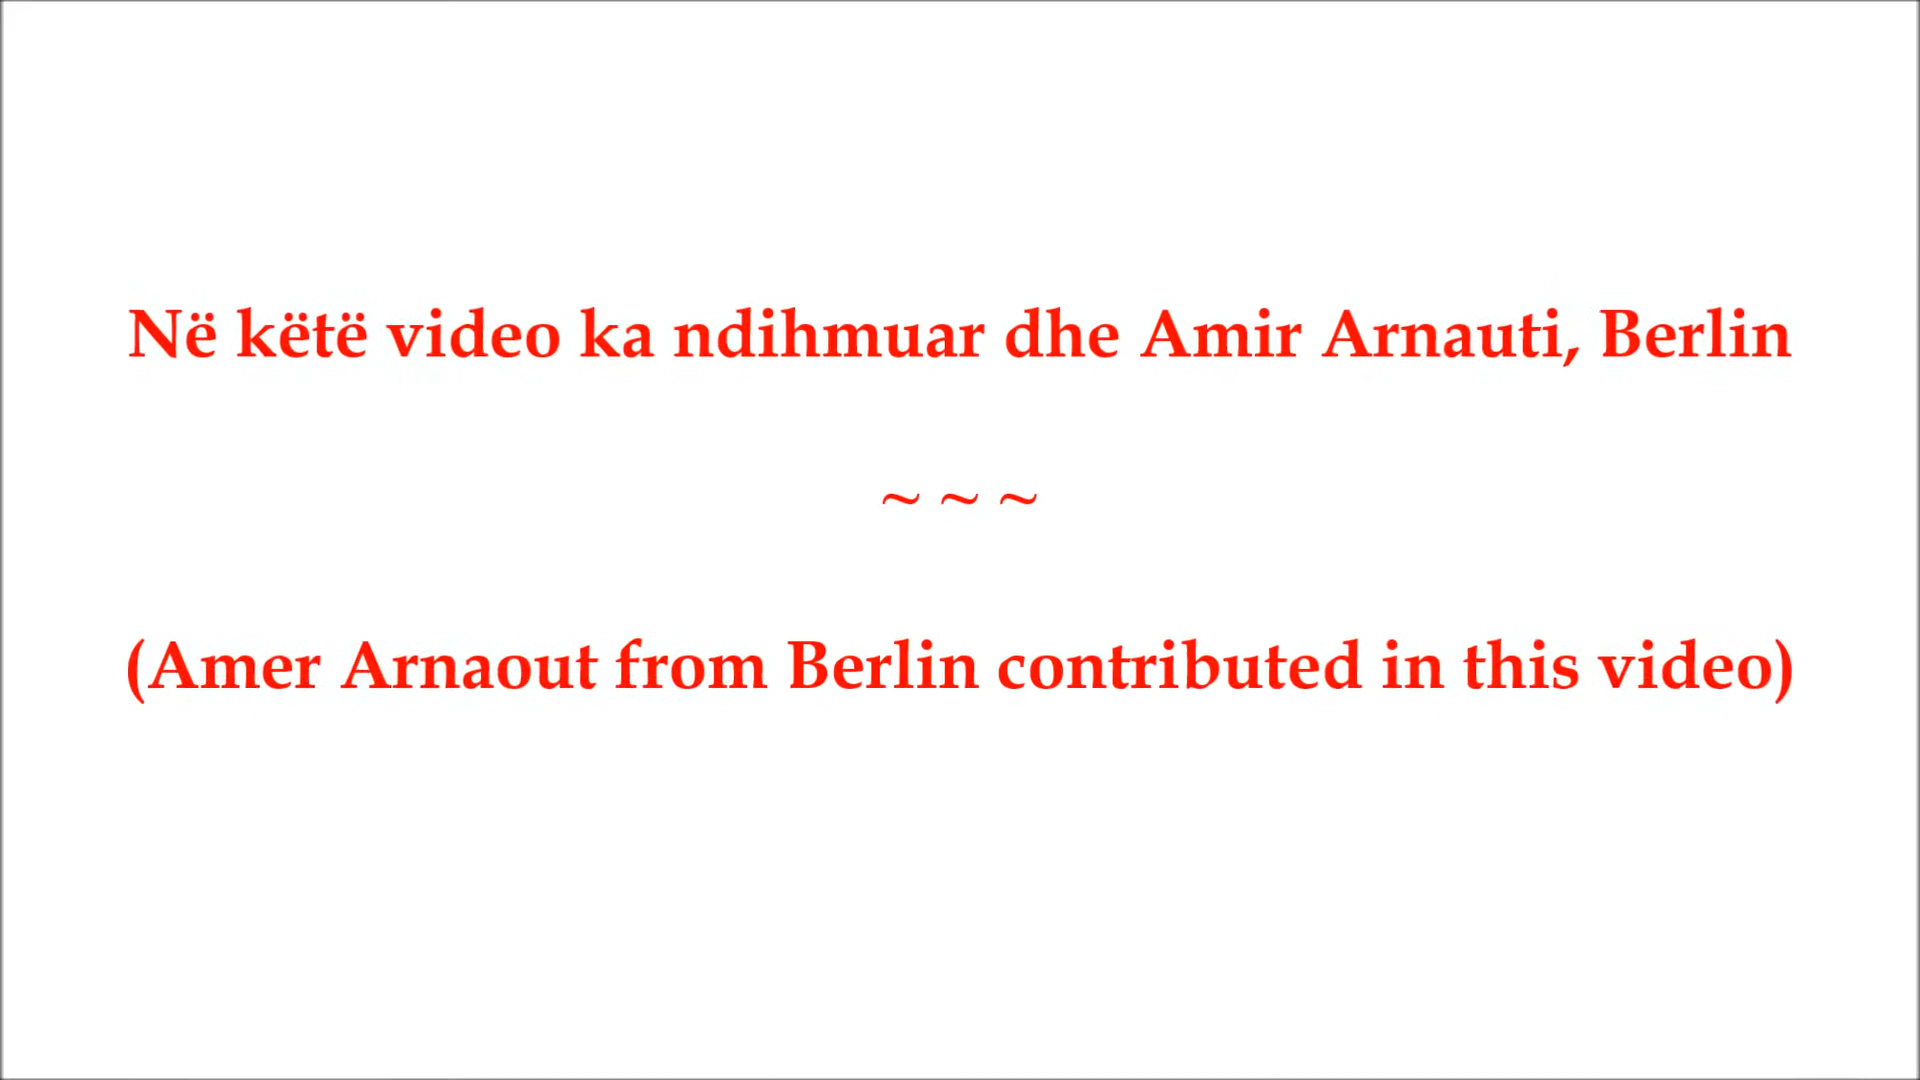 Në këtë video ka ndihmuar dhe Amir Arnauti, Berlin
~ ~ ~
(Amer Arnaout from Berlin contributed in this video)